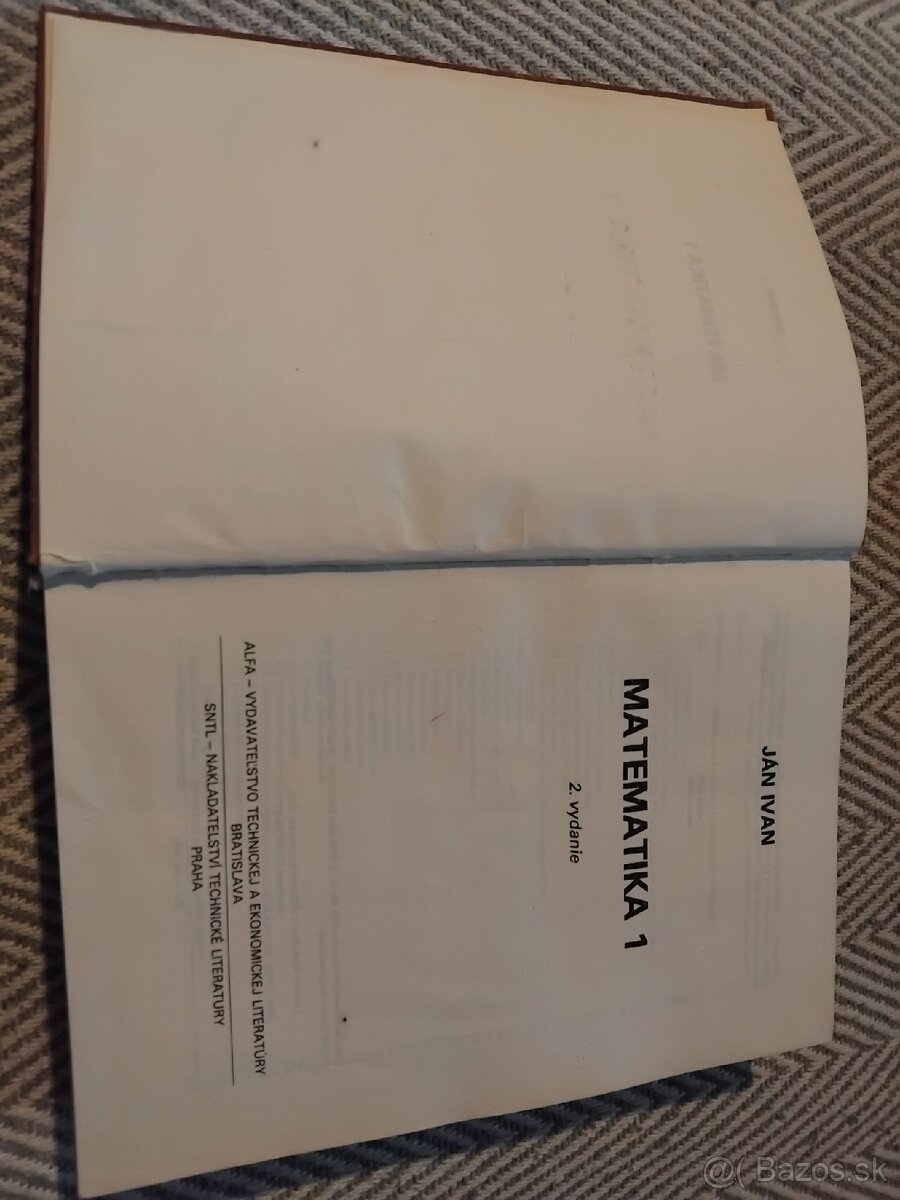 JÁN IVAN
MATEMATIKA 1
2. vydanie
ALFA – VYDAVATEĽSTVO TECHNICKEJ A EKONOMICKEJ LITERATÚRY
BRATISLAVA
SNTL – NAKLADATELSTVÍ TECHNICKÉ LITERATURY
PRAHA
@( Bazos.sk